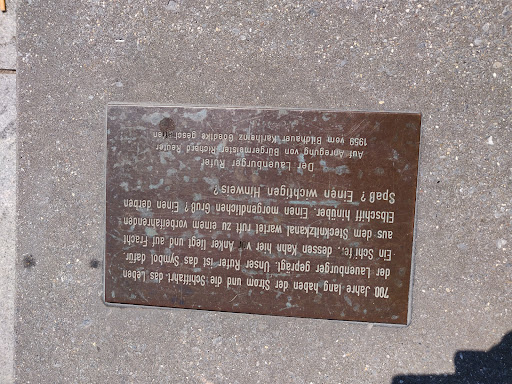 700 Jahre lang haben der Strom und die Schiffahrt das Leben
der Lauenburger geprägt. Unser Rufer ist das Symbol dafür
Ein Schiffer, dessen Kahn hier vor Anker liegt und auf Fracht
aus dem Stecknitzkanal wartet ruft zu einem vorbeifahrenden
Elbschiff hinüber. Einen morgendlichen Gruß? Einen derben
Spaß? Einen wichtigen Hinweis?
Der Lauenburger Rufer
Auf Anregung von Bürgermeister Richard Reuter
1959 vom Bildhauer Karlheinz Goedtke geschaffen